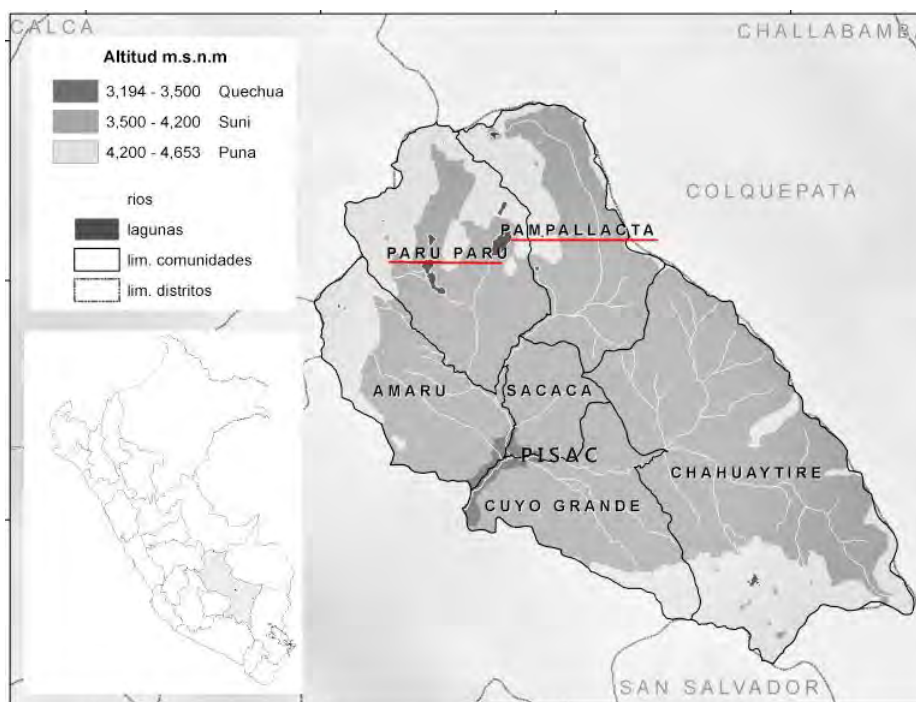 CALCA
CHALLABAMB
Altitud m.s.n.m
3,194 - 3,500 Quechua
3,500 - 4,200 Suni
4,200 - 4,653 Puna
rios
lagunas
lim. comunidades
lim. distritos
COLQUEPATA
PAMPALLACTA
PARU PARU
AMARU
SACACA
PISAC
CHAHUAYTIRE
CUYO GRANDE
SAN SALVADOR